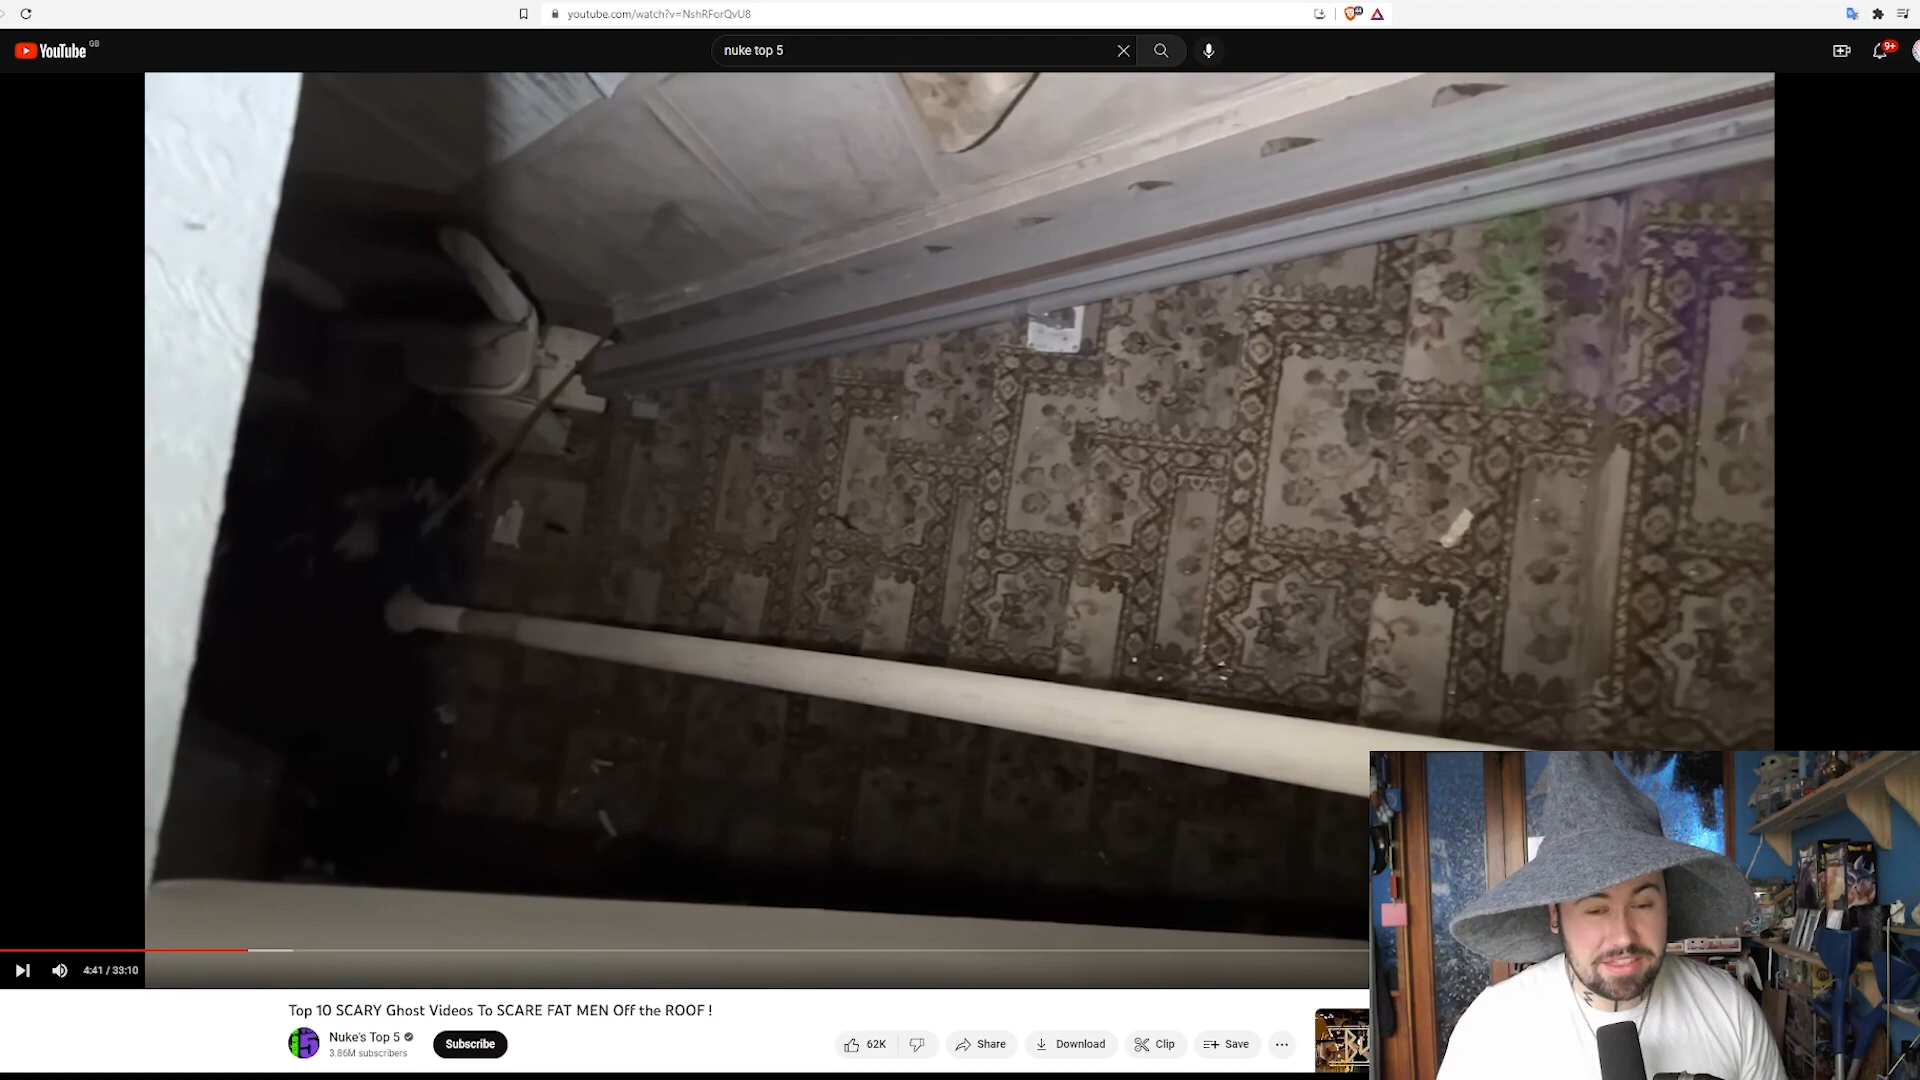 youtube.com/watch?v=NshRForQvU8
YouTube GB
nuke top 5
9+
4:41 / 33:10
Top 10 SCARY Ghost Videos To SCARE FAT MEN Off the ROOF !
Nuke's Top 5
3.86M subscribers
Subscribe
62K
Share
Download
Clip
Save